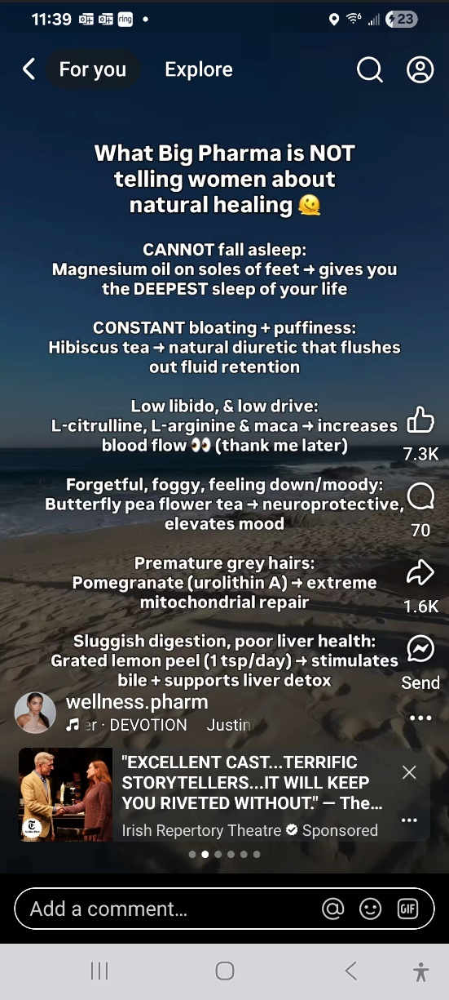 11:39 ring 23
For you Explore
What Big Pharma is NOT
telling women about
natural healing 🫠
CANNOT fall asleep:
Magnesium oil on soles of feet → gives you
the DEEPEST sleep of your life
CONSTANT bloating + puffiness:
Hibiscus tea → natural diuretic that flushes
out fluid retention
Low libido, & low drive:
L-citrulline, L-arginine & maca → increases
blood flow 👀 (thank me later)
7.3K
Forgetful, foggy, feeling down/moody:
Butterfly pea flower tea → neuroprotective,
elevates mood
70
Premature grey hairs:
Pomegranate (urolithin A) → extreme
mitochondrial repair
1.6K
Sluggish digestion, poor liver health:
Grated lemon peel (1 tsp/day) → stimulates
bile + supports liver detox
Send
wellness.pharm
er · DEVOTION Justin
"EXCELLENT CAST...TERRIFIC
STORYTELLERS...IT WILL KEEP
YOU RIVETED WITHOUT." — The...
Irish Repertory Theatre Sponsored
Add a comment...
GIF